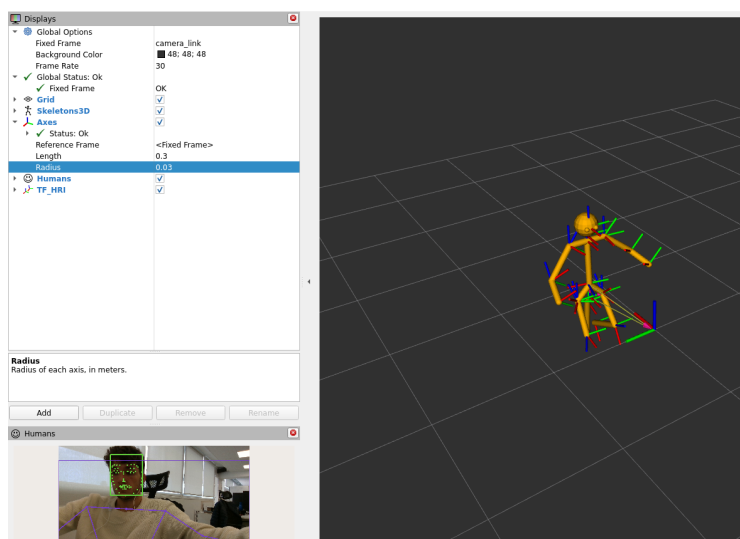 Displays
Global Options
Fixed Frame camera_link
Background Color 48; 48; 48
Frame Rate 30
Global Status: Ok
Fixed Frame OK
Grid
Skeletons3D
Axes
Status: Ok
Reference Frame <Fixed Frame>
Length 0.3
Radius 0.03
Humans
TF_HRI
Radius
Radius of each axis, in meters.
Add Duplicate Remove Rename
Humans